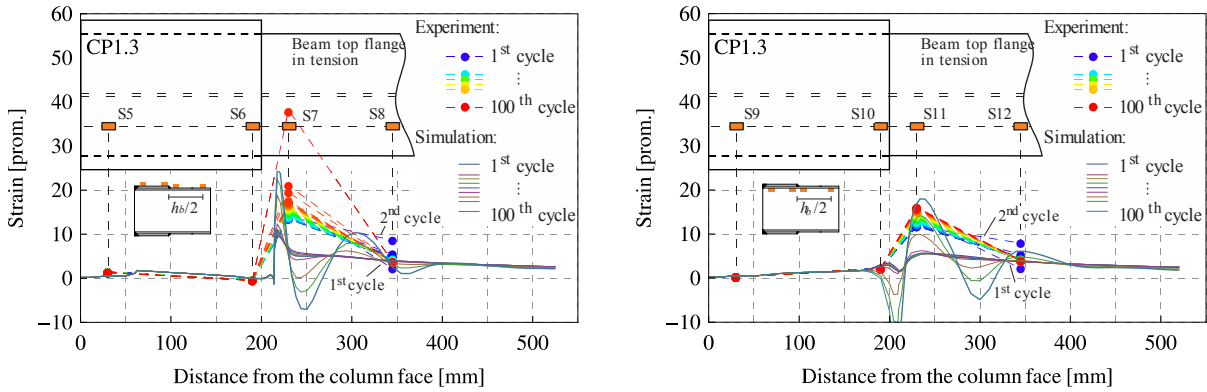 60
50
40
30
20
10
0
−10
Strain [prom.]
CP1.3
Beam top flange
in tension
Experiment:
1st cycle
⋮
100th cycle
Simulation:
1st cycle
⋮
100th cycle
S5
S6
S7
S8
hb/2
2nd cycle
1st cycle
0 100 200 300 400 500
Distance from the column face [mm]
60
50
40
30
20
10
0
−10
Strain [prom.]
CP1.3
Beam top flange
in tension
Experiment:
1st cycle
⋮
100th cycle
Simulation:
1st cycle
⋮
100th cycle
S9
S10
S11
S12
hb/2
2nd cycle
1st cycle
0 100 200 300 400 500
Distance from the column face [mm]